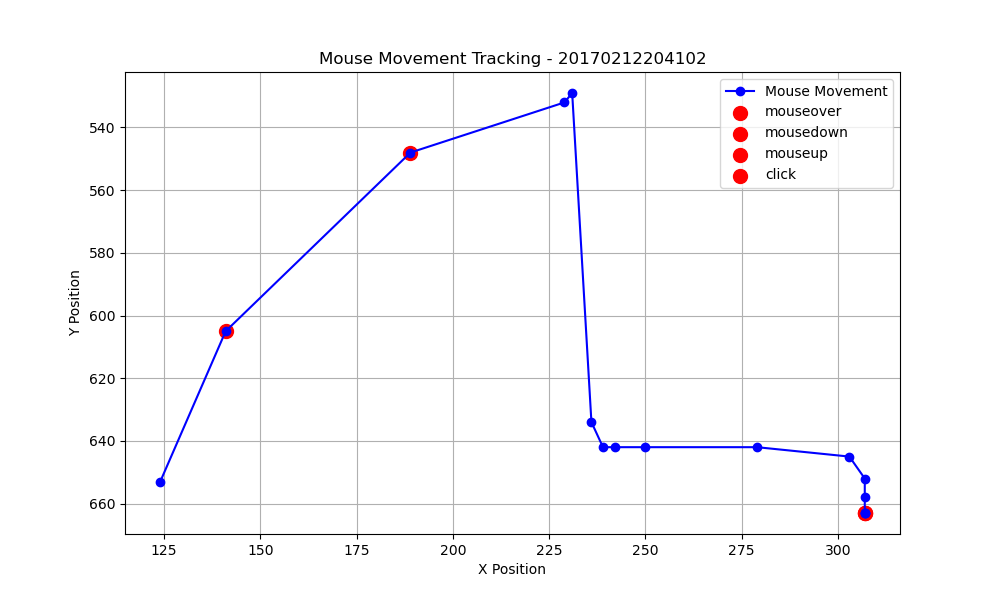 Mouse Movement Tracking - 20170212204102
Mouse Movement
mouseover
mousedown
mouseup
click
540
560
580
600
620
640
660
Y Position
125
150
175
200
225
250
275
300
X Position